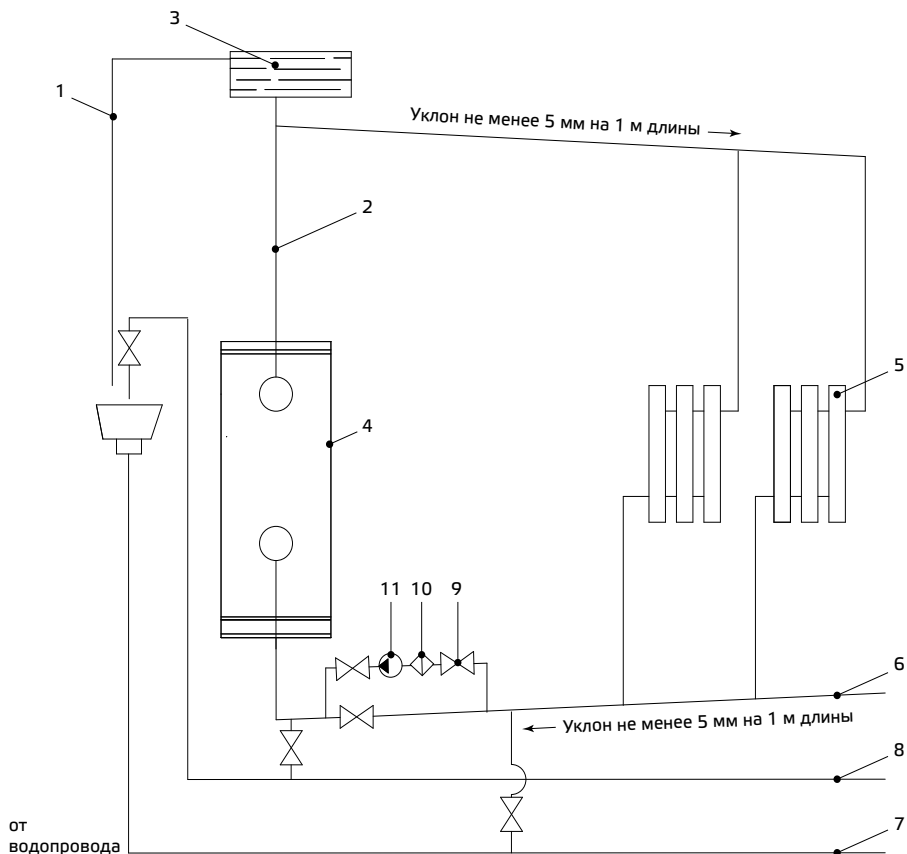 3
1
Уклон не менее 5 мм на 1 м длины
2
5
4
11 10 9
6
Уклон не менее 5 мм на 1 м длины
8
от
водопровода
7